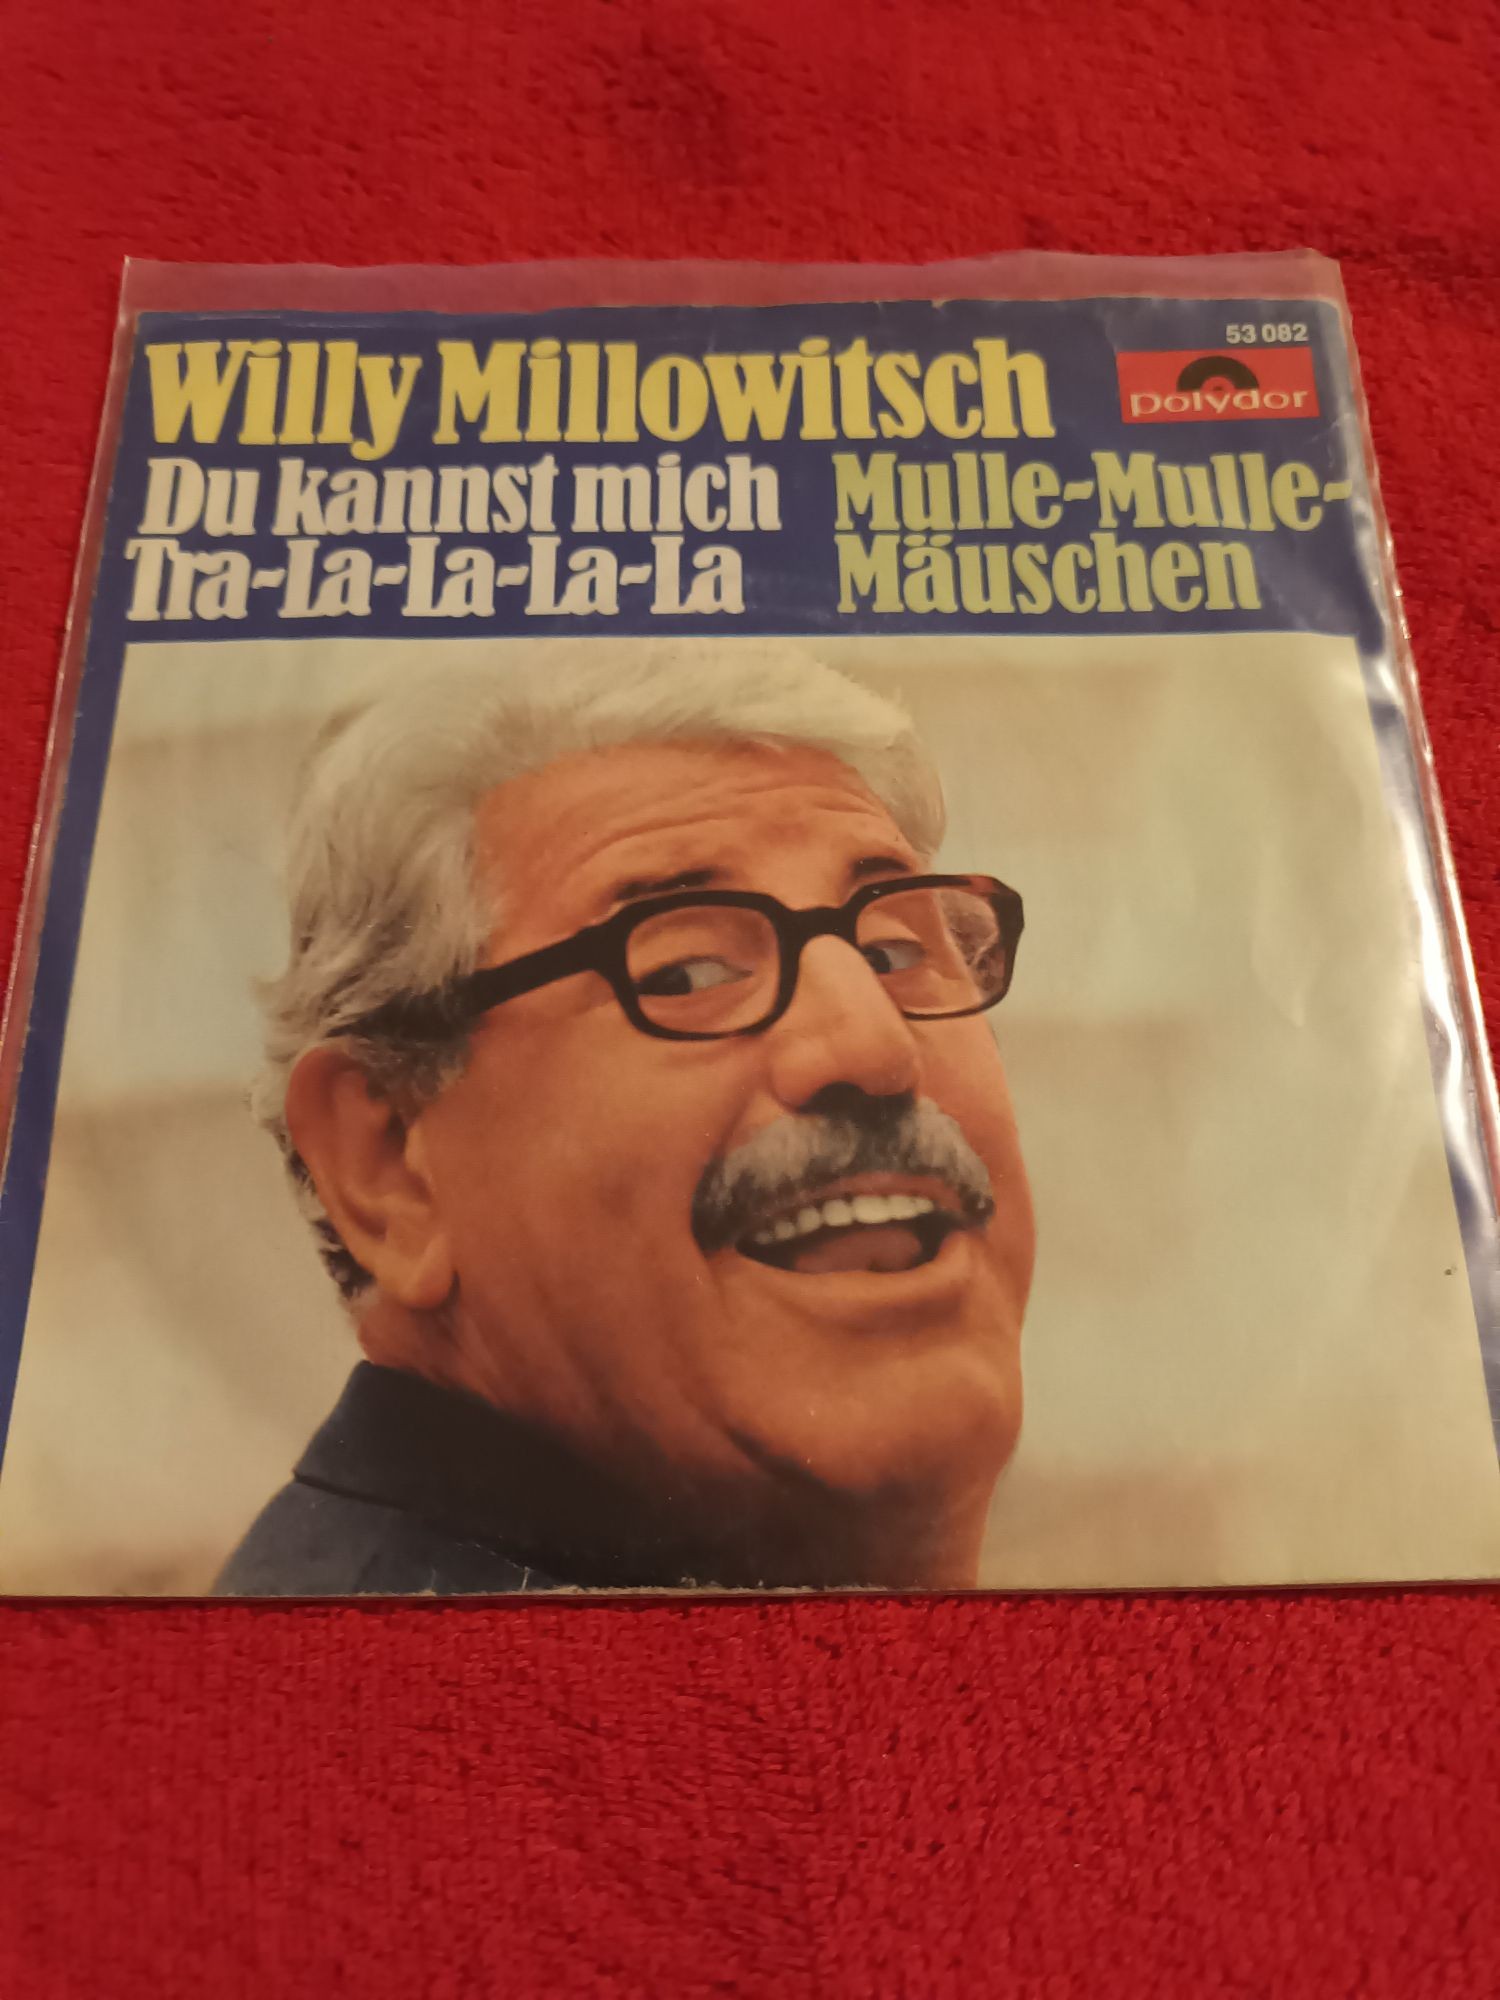 Willy Millowitsch
53 082
polydor
Du kannst mich
Tra-La-La-La-La
Mulle-Mulle-
Mäuschen